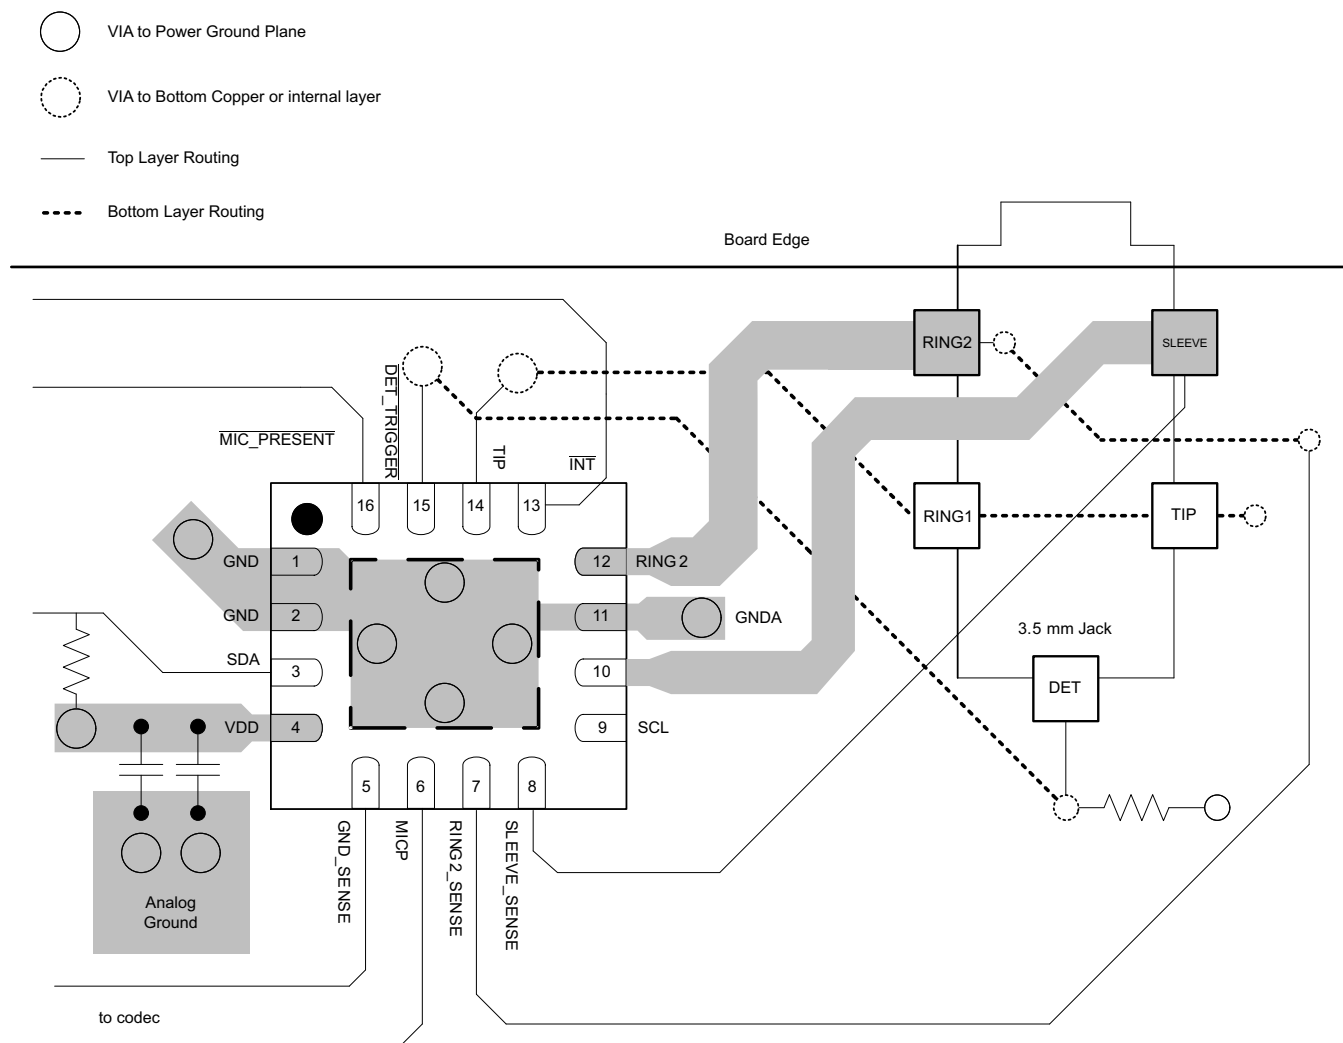 VIA to Power Ground Plane
VIA to Bottom Copper or internal layer
Top Layer Routing
Bottom Layer Routing
Board Edge
RING2
SLEEVE
DET_TRIGGER
MIC_PRESENT
TIP
INT
16
15
14
13
RING1
TIP
GND
1
12
RING2
GND
2
11
GNDA
3.5 mm Jack
SDA
3
10
DET
VDD
4
9
SCL
5
6
7
8
GND_SENSE
MICP
RING2_SENSE
SLEEVE_SENSE
Analog
Ground
to codec